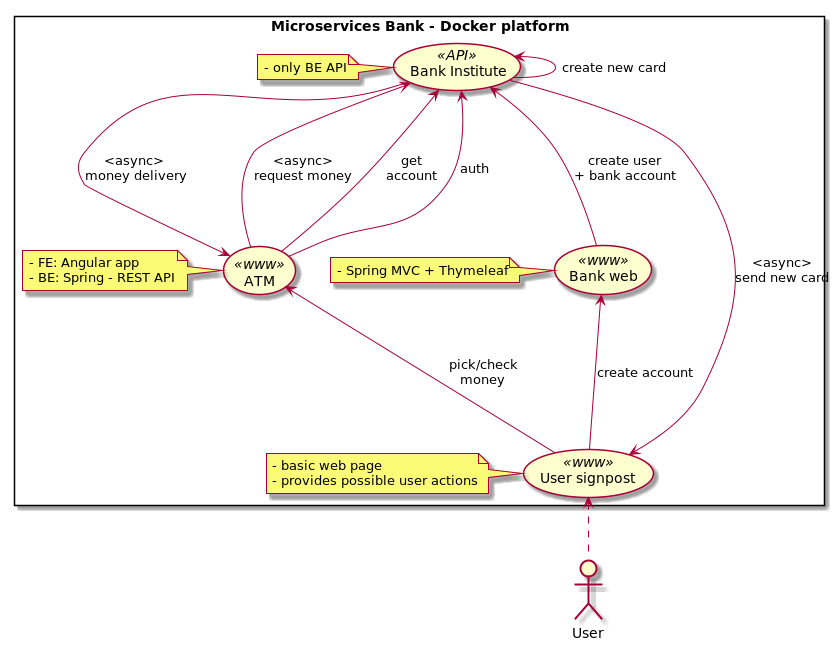 Microservices Bank - Docker platform
«API»
Bank Institute
- only BE API
create new card
<async>
money delivery
<async>
request money
get
account
auth
create user
+ bank account
<async>
send new card
- FE: Angular app
- BE: Spring - REST API
«www»
ATM
- Spring MVC + Thymeleaf
«www»
Bank web
pick/check
money
create account
- basic web page
- provides possible user actions
«www»
User signpost
User